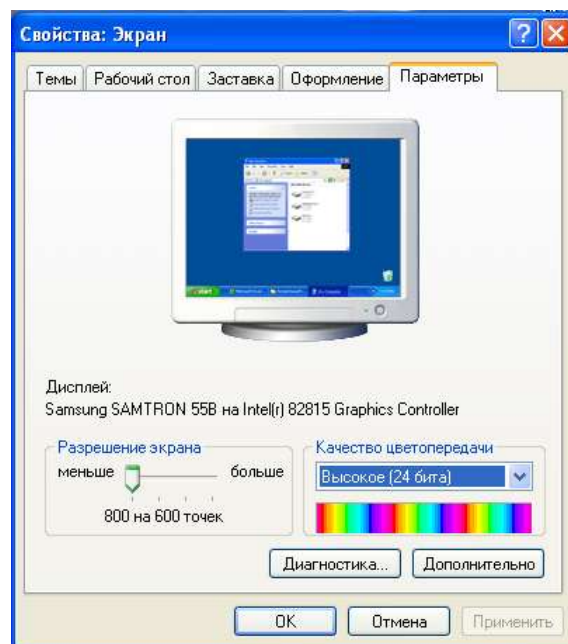 Свойства: Экран
Темы Рабочий стол Заставка Оформление Параметры
Дисплей:
Samsung SAMTRON 55B на Intel(r) 82815 Graphics Controller
Разрешение экрана
меньше больше
800 на 600 точек
Качество цветопередачи
Высокое (24 бита)
Диагностика... Дополнительно
OK Отмена Применить